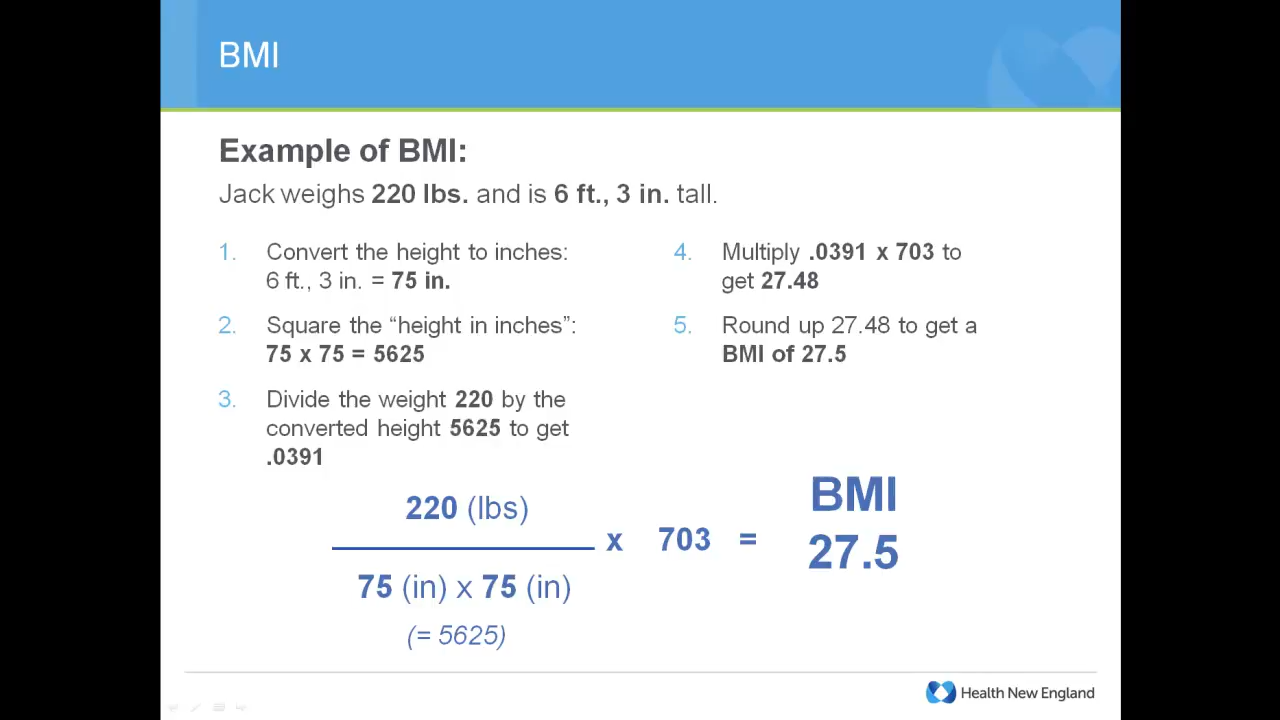 BMI
Example of BMI:
Jack weighs 220 lbs. and is 6 ft., 3 in. tall.
1. Convert the height to inches:
6 ft., 3 in. = 75 in.
2. Square the “height in inches”:
75 x 75 = 5625
3. Divide the weight 220 by the
converted height 5625 to get
.0391
4. Multiply .0391 x 703 to
get 27.48
5. Round up 27.48 to get a
BMI of 27.5
220 (lbs)
75 (in) x 75 (in)
(= 5625)
x 703 =
BMI
27.5
Health New England